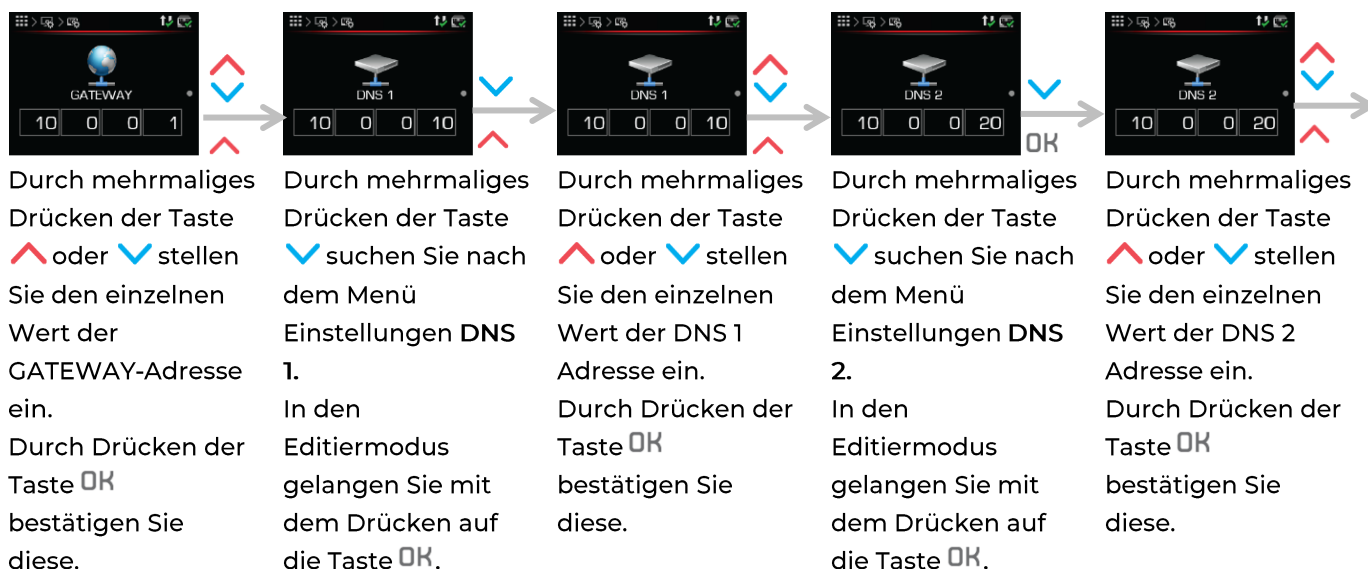 GATEWAY
10 0 0 1
DNS 1
10 0 0 10
DNS 1
10 0 0 10
DNS 2
10 0 0 20
OK
DNS 2
10 0 0 20
Durch mehrmaliges
Drücken der Taste
oder stellen
Sie den einzelnen
Wert der
GATEWAY-Adresse
ein.
Durch Drücken der
Taste OK
bestätigen Sie
diese.
Durch mehrmaliges
Drücken der Taste
suchen Sie nach
dem Menü
Einstellungen DNS
1.
In den
Editiermodus
gelangen Sie mit
dem Drücken auf
die Taste OK.
Durch mehrmaliges
Drücken der Taste
oder stellen
Sie den einzelnen
Wert der DNS 1
Adresse ein.
Durch Drücken der
Taste OK
bestätigen Sie
diese.
Durch mehrmaliges
Drücken der Taste
suchen Sie nach
dem Menü
Einstellungen DNS
2.
In den
Editiermodus
gelangen Sie mit
dem Drücken auf
die Taste OK.
Durch mehrmaliges
Drücken der Taste
oder stellen
Sie den einzelnen
Wert der DNS 2
Adresse ein.
Durch Drücken der
Taste OK
bestätigen Sie
diese.